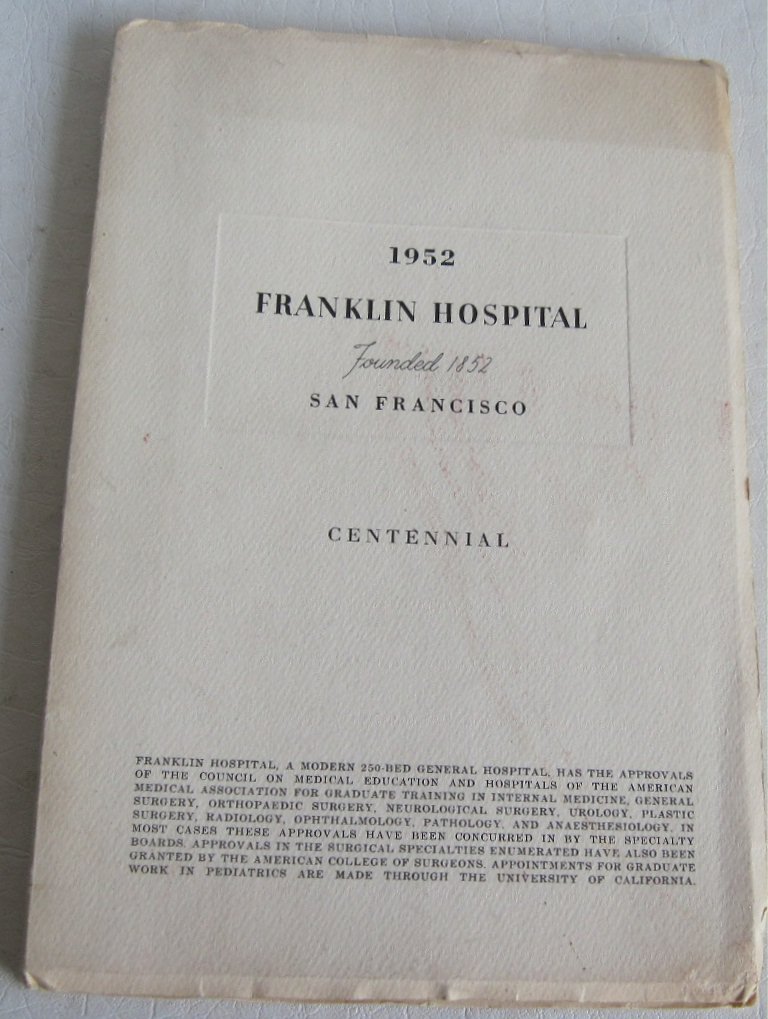 1952
FRANKLIN HOSPITAL
Founded 1852
SAN FRANCISCO
CENTENNIAL
FRANKLIN HOSPITAL, A MODERN 250-BED GENERAL HOSPITAL, HAS THE APPROVALS
OF THE COUNCIL ON MEDICAL EDUCATION AND HOSPITALS OF THE AMERICAN
MEDICAL ASSOCIATION FOR GRADUATE TRAINING IN INTERNAL MEDICINE, GENERAL
SURGERY, ORTHOPAEDIC SURGERY, NEUROLOGICAL SURGERY, UROLOGY, PLASTIC
SURGERY, RADIOLOGY, OPHTHALMOLOGY, PATHOLOGY, AND ANAESTHESIOLOGY. IN
MOST CASES THESE APPROVALS HAVE BEEN CONCURRED IN BY THE SPECIALTY
BOARDS. APPROVALS IN THE SURGICAL SPECIALTIES ENUMERATED HAVE ALSO BEEN
GRANTED BY THE AMERICAN COLLEGE OF SURGEONS. APPOINTMENTS FOR GRADUATE
WORK IN PEDIATRICS ARE MADE THROUGH THE UNIVERSITY OF CALIFORNIA.